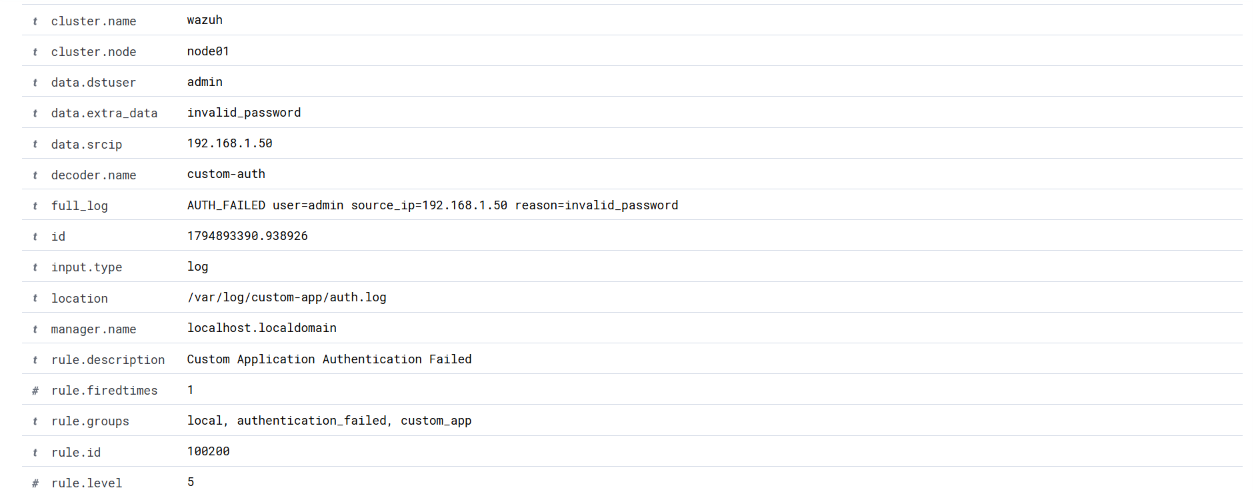 t cluster.name wazuh
t cluster.node node01
t data.dstuser admin
t data.extra_data invalid_password
t data.srcip 192.168.1.50
t decoder.name custom-auth
t full_log AUTH_FAILED user=admin source_ip=192.168.1.50 reason=invalid_password
t id 1794893390.938926
t input.type log
t location /var/log/custom-app/auth.log
t manager.name localhost.localdomain
t rule.description Custom Application Authentication Failed
# rule.firedtimes 1
t rule.groups local, authentication_failed, custom_app
t rule.id 100200
# rule.level 5